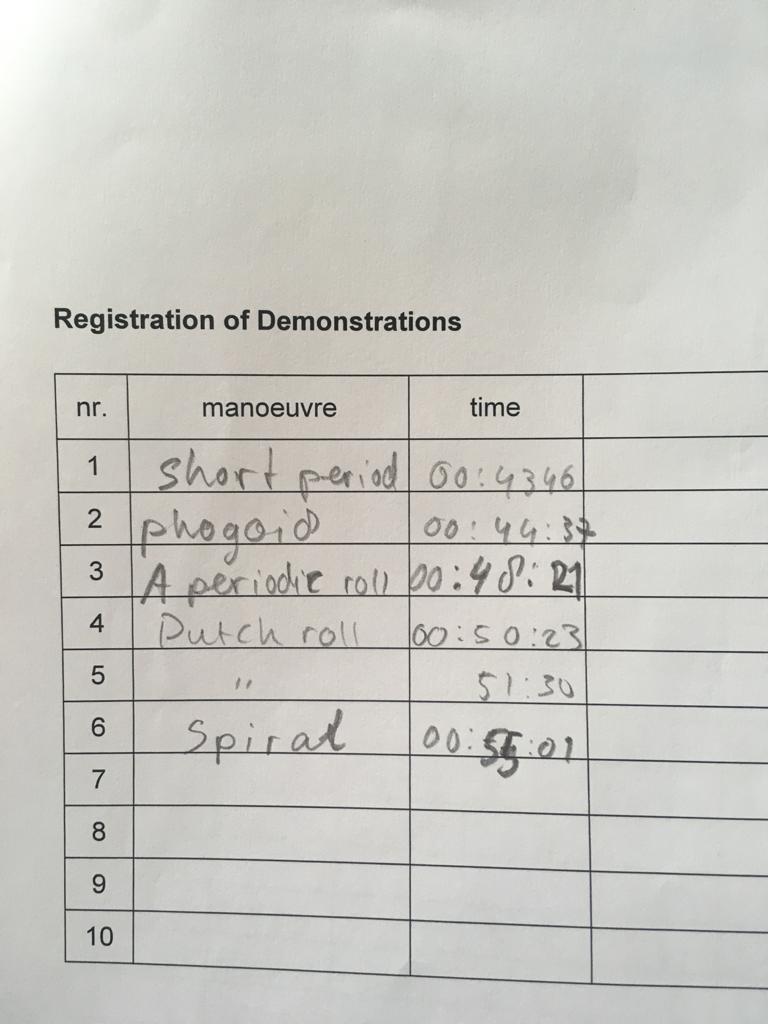 Registration of Demonstrations
nr. manoeuvre time
1 Short period 00:4346
2 phogoid 00:44:37
3 A periodic roll 00:48:21
4 Dutch roll 00:50:23
5 " 51:30
6 Spiral 00:55:01
7
8
9
10